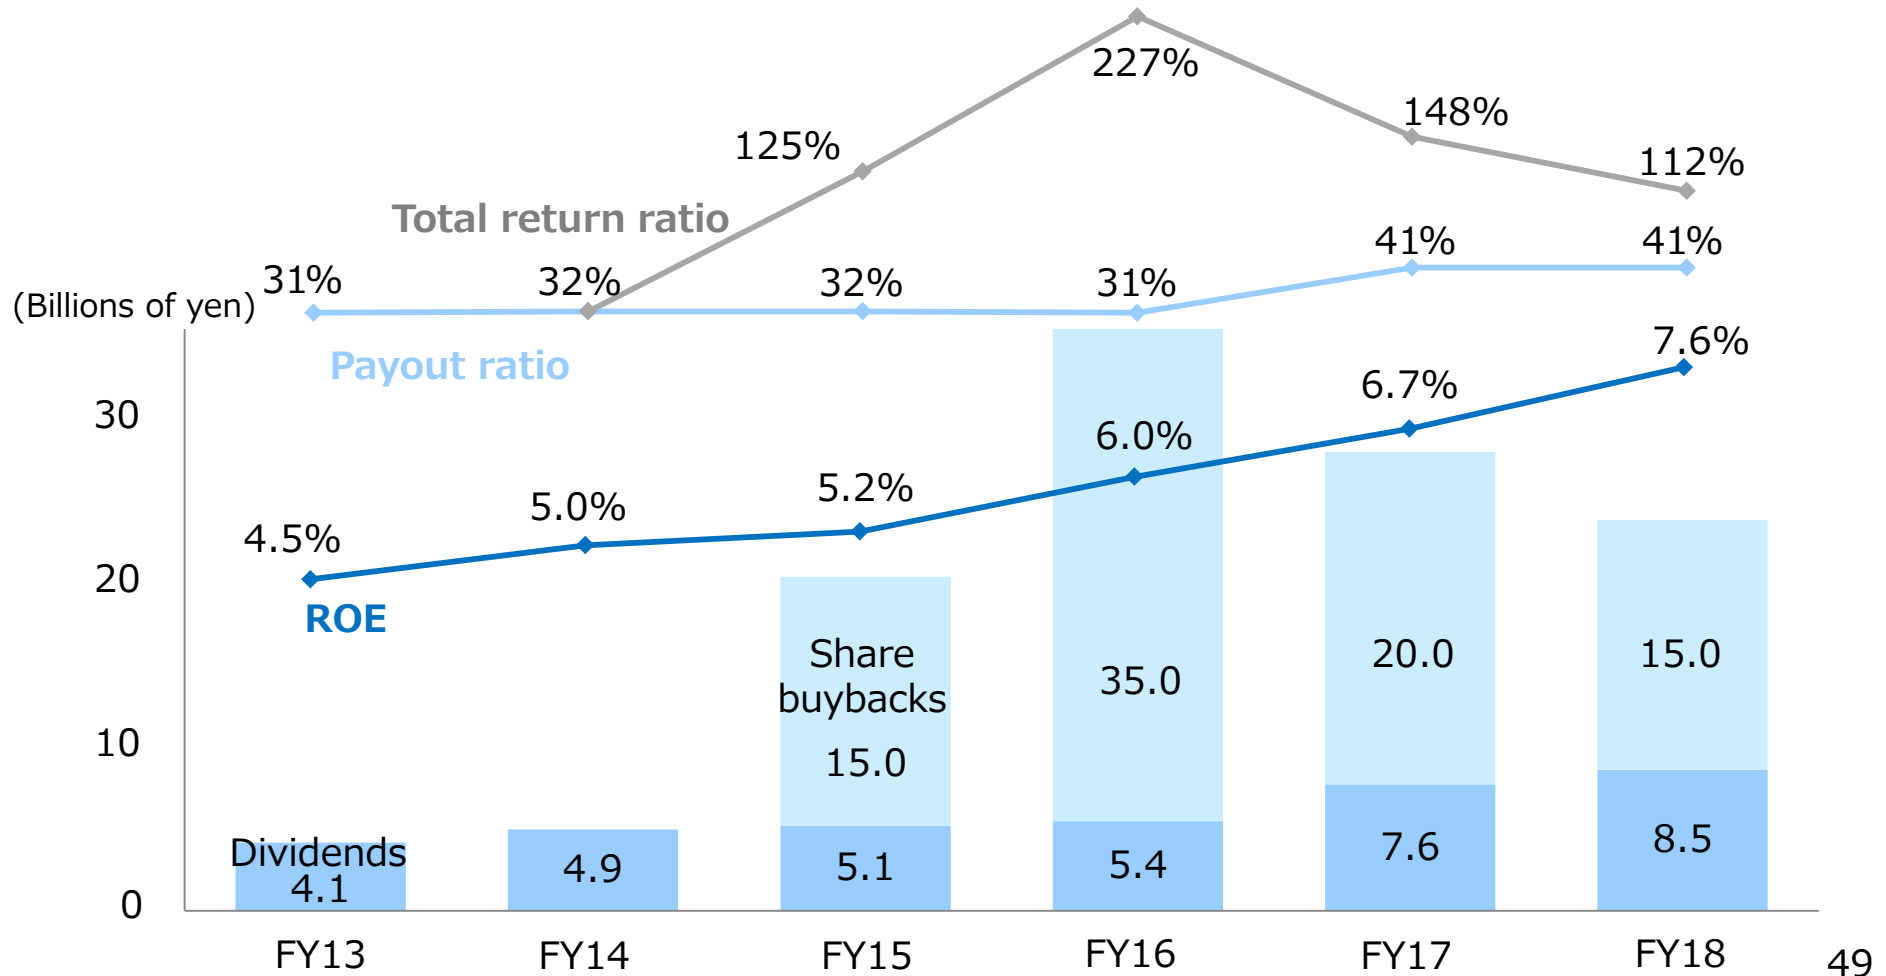 227%
148%
125%
112%
Total return ratio
31%
32%
32%
31%
41%
41%
(Billions of yen)
Payout ratio
7.6%
6.7%
6.0%
5.2%
5.0%
4.5%
ROE
30
20
10
0
Share
buybacks
15.0
35.0
20.0
15.0
Dividends
4.1
4.9
5.1
5.4
7.6
8.5
FY13
FY14
FY15
FY16
FY17
FY18
49